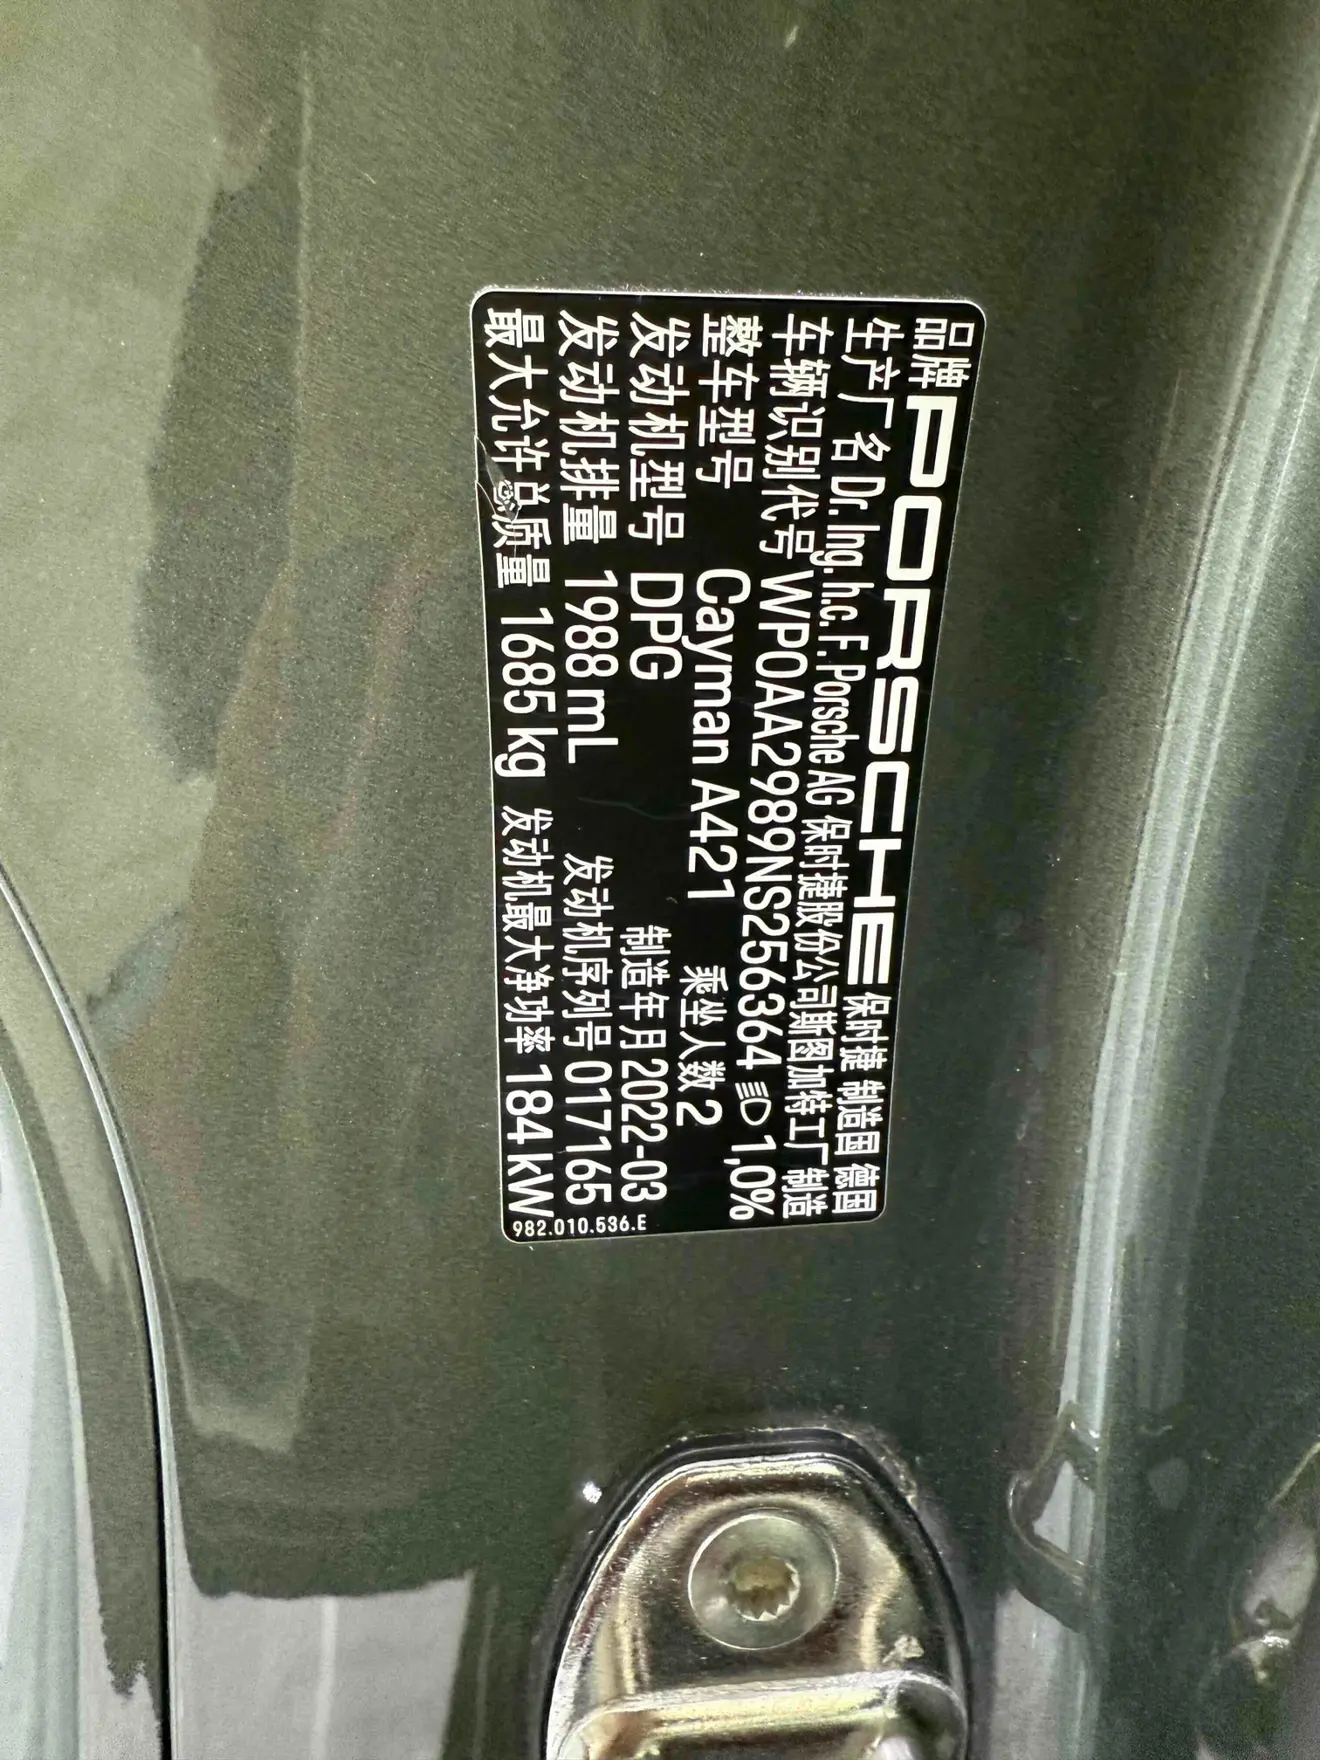 品牌 PORSCHE 保时捷 制造国 德国
生产厂名 Dr. Ing. h.c. F. Porsche AG 保时捷股份公司斯图加特工厂制造
车辆识别代号 WP0AA2989NS256364 1,0%
整车型号 Cayman A421 乘坐人数 2
发动机型号 DPG 制造年月 2022-03
发动机排量 1988 mL 发动机序列号 017165
最大允许总质量 1685 kg 发动机最大净功率 184 kW
982.010.536.E